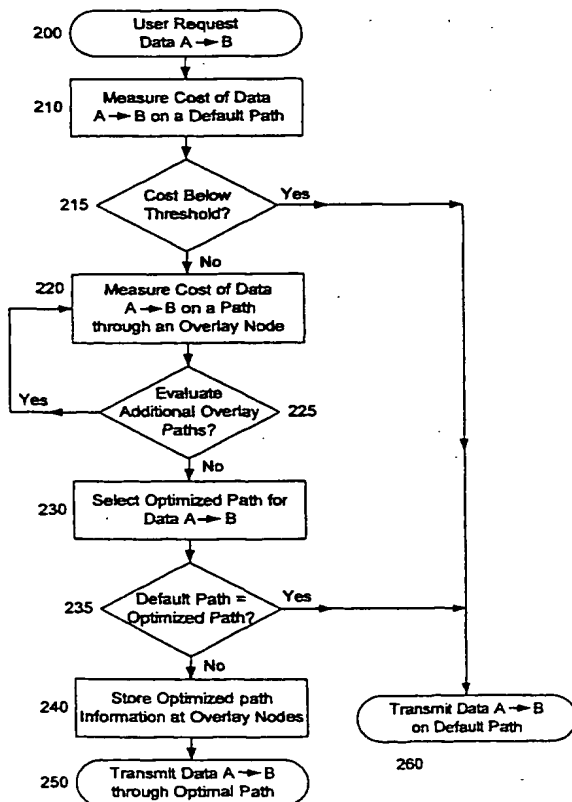 200
User Request
Data A → B
210
Measure Cost of Data
A → B on a Default Path
215
Cost Below
Threshold?
Yes
No
220
Measure Cost of Data
A → B on a Path
through an Overlay Node
Yes
Evaluate
Additional Overlay
Paths?
225
No
230
Select Optimized Path for
Data A → B
235
Default Path =
Optimized Path?
Yes
No
240
Store Optimized path
Information at Overlay Nodes
250
Transmit Data A → B
through Optimal Path
Transmit Data A → B
on Default Path
260